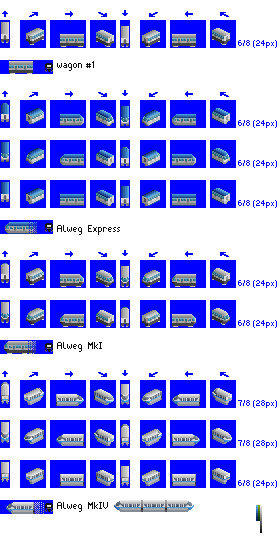 6/8 (24px)
wagon #1
6/8 (24px)
6/8 (24px)
6/8 (24px)
Alweg Express
6/8 (24px)
6/8 (24px)
Alweg MkI
7/8 (28px)
7/8 (28px)
6/8 (24px)
Alweg MkIV